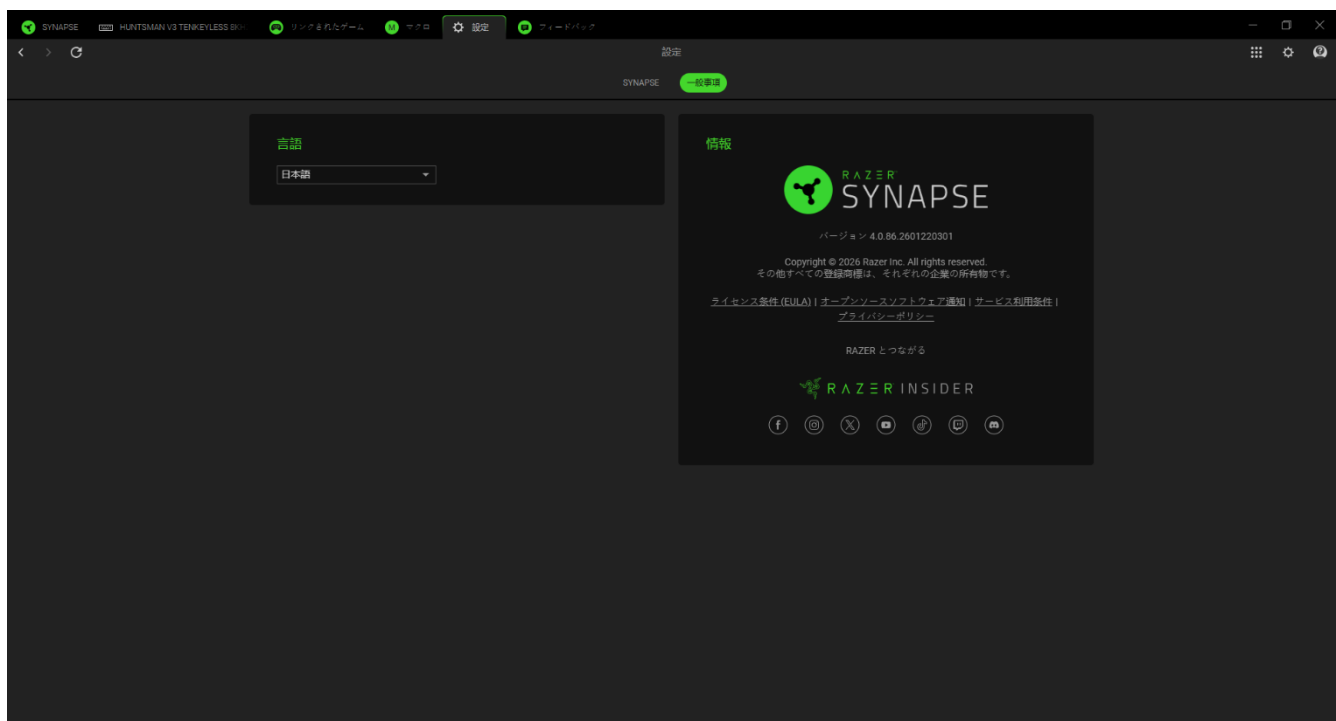 SYNAPSE HUNTSMAN V3 TENKEYLESS 8KH リンクされたゲーム マクロ 設定 フィードバック
設定
SYNAPSE 一般事項
言語
日本語
情報
RAZER
SYNAPSE
バージョン 4.0.86.2601220301
Copyright © 2026 Razer Inc. All rights reserved.
その他すべての登録商標は、それぞれの企業の所有物です。
ライセンス条件 (EULA) | オープンソースソフトウェア通知 | サービス利用条件 |
プライバシーポリシー
RAZER とつながる
RAZER INSIDER